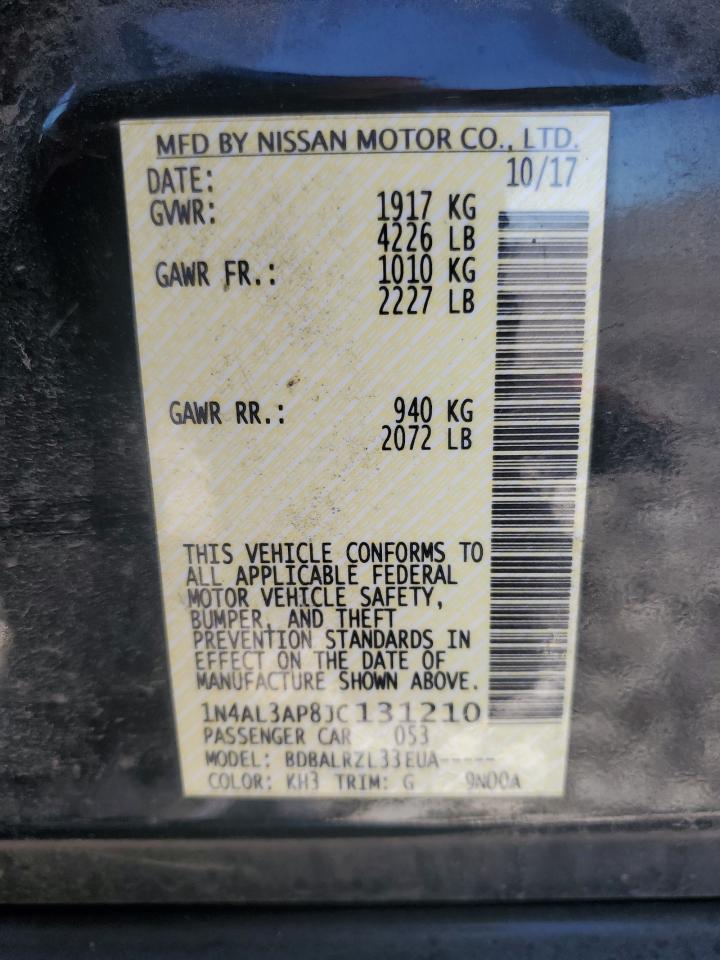 MFD BY NISSAN MOTOR CO., LTD.
DATE: 10/17
GVWR: 1917 KG
4226 LB
GAWR FR.: 1010 KG
2227 LB
GAWR RR.: 940 KG
2072 LB
THIS VEHICLE CONFORMS TO
ALL APPLICABLE FEDERAL
MOTOR VEHICLE SAFETY,
BUMPER, AND THEFT
PREVENTION STANDARDS IN
EFFECT ON THE DATE OF
MANUFACTURE SHOWN ABOVE.
1N4AL3AP8JC131210
PASSENGER CAR 053
MODEL: BDBALRZL33EUA-----
COLOR: KH3 TRIM: G 9N00A